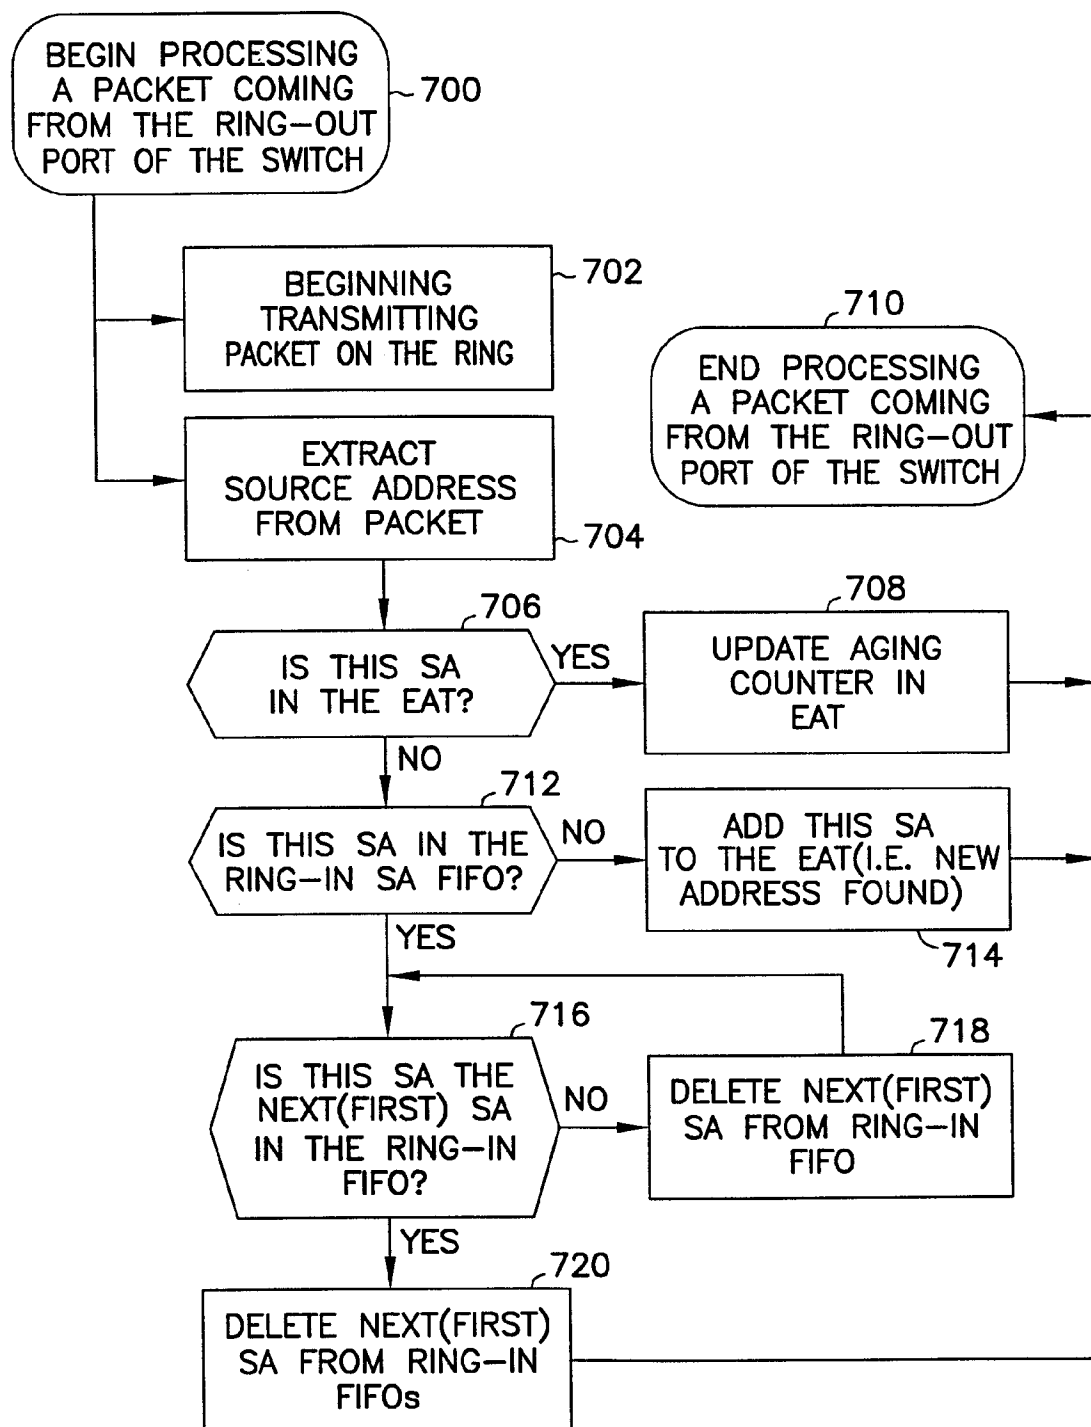 BEGIN PROCESSING
A PACKET COMING
FROM THE RING-OUT
PORT OF THE SWITCH
700
BEGINNING
TRANSMITTING
PACKET ON THE RING
702
710
END PROCESSING
A PACKET COMING
FROM THE RING-OUT
PORT OF THE SWITCH
EXTRACT
SOURCE ADDRESS
FROM PACKET
704
706
IS THIS SA
IN THE EAT?
YES
708
UPDATE AGING
COUNTER IN
EAT
NO
712
IS THIS SA IN THE
RING-IN SA FIFO?
NO
ADD THIS SA
TO THE EAT(I.E. NEW
ADDRESS FOUND)
714
YES
716
IS THIS SA THE
NEXT(FIRST) SA
IN THE RING-IN
FIFO?
NO
718
DELETE NEXT(FIRST)
SA FROM RING-IN
FIFO
YES
720
DELETE NEXT(FIRST)
SA FROM RING-IN
FIFOs